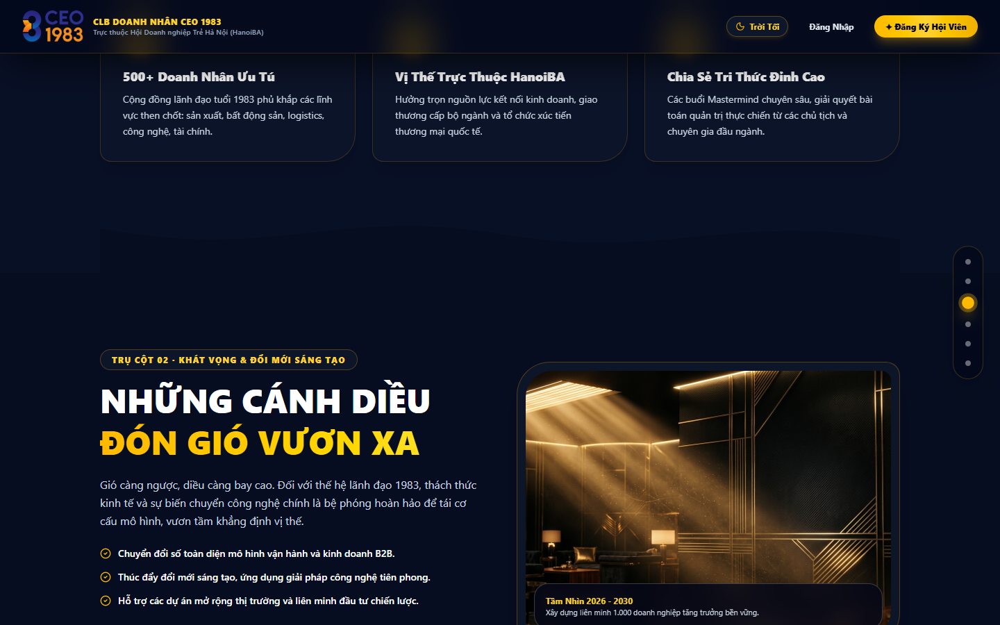 CEO
1983
CLB DOANH NHÂN CEO 1983
Trực thuộc Hội Doanh nghiệp Trẻ Hà Nội (HanoiBA)
Trời Tối
Đăng Nhập
✦ Đăng Ký Hội Viên
500+ Doanh Nhân Ưu Tú
Cộng đồng lãnh đạo tuổi 1983 phủ khắp các lĩnh
vực then chốt: sản xuất, bất động sản, logistics,
công nghệ, tài chính.
Vị Thế Trực Thuộc HanoiBA
Hưởng trọn nguồn lực kết nối kinh doanh, giao
thương cấp bộ ngành và tổ chức xúc tiến
thương mại quốc tế.
Chia Sẻ Tri Thức Đỉnh Cao
Các buổi Mastermind chuyên sâu, giải quyết bài
toán quản trị thực chiến từ các chủ tịch và
chuyên gia đầu ngành.
TRỤ CỘT 02 - KHÁT VỌNG & ĐỔI MỚI SÁNG TẠO
NHỮNG CÁNH DIỀU
ĐÓN GIÓ VƯƠN XA
Gió càng ngược, diều càng bay cao. Đối với thế hệ lãnh đạo 1983, thách thức
kinh tế và sự biến chuyển công nghệ chính là bệ phóng hoàn hảo để tái cơ
cấu mô hình, vươn tầm khẳng định vị thế.
Chuyển đổi số toàn diện mô hình vận hành và kinh doanh B2B.
Thúc đẩy đổi mới sáng tạo, ứng dụng giải pháp công nghệ tiên phong.
Hỗ trợ các dự án mở rộng thị trường và liên minh đầu tư chiến lược.
Tầm Nhìn 2026 - 2030
Xây dựng liên minh 1.000 doanh nghiệp tăng trưởng bền vững.